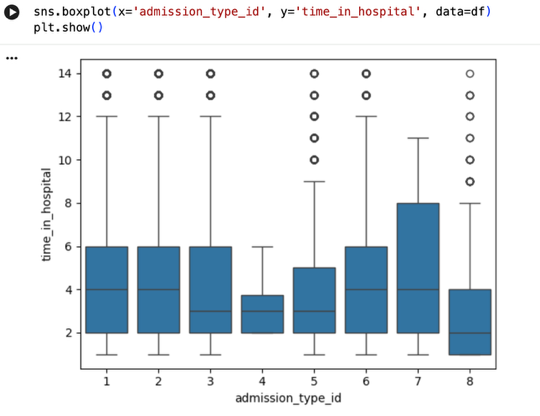 sns.boxplot(x='admission_type_id', y='time_in_hospital', data=df)
plt.show()
14
12
10
8
6
4
2
time_in_hospital
1 2 3 4 5 6 7 8
admission_type_id